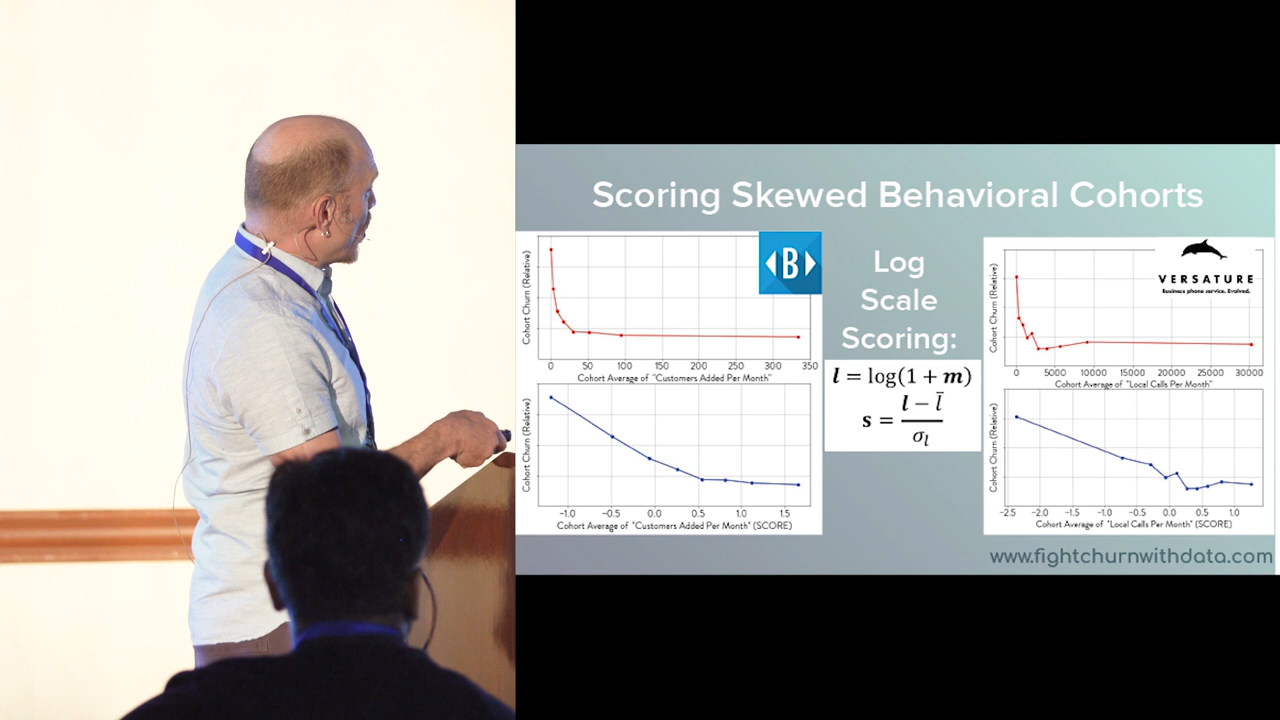 Scoring Skewed Behavioral Cohorts
Cohort Churn (Relative)
0 50 100 150 200 250 300 350
Cohort Average of "Customers Added Per Month"
B
Cohort Churn (Relative)
−1.0 −0.5 0.0 0.5 1.0 1.5
Cohort Average of "Customers Added Per Month" (SCORE)
Log
Scale
Scoring:
l = log(1 + m)
s = (l − l̄) / σ_l
VERSATURE
Business phone service. Evolved.
Cohort Churn (Relative)
0 5000 10000 15000 20000 25000 30000
Cohort Average of "Local Calls Per Month"
Cohort Churn (Relative)
−2.5 −2.0 −1.5 −1.0 −0.5 0.0 0.5 1.0
Cohort Average of "Local Calls Per Month" (SCORE)
www.fightchurnwithdata.com